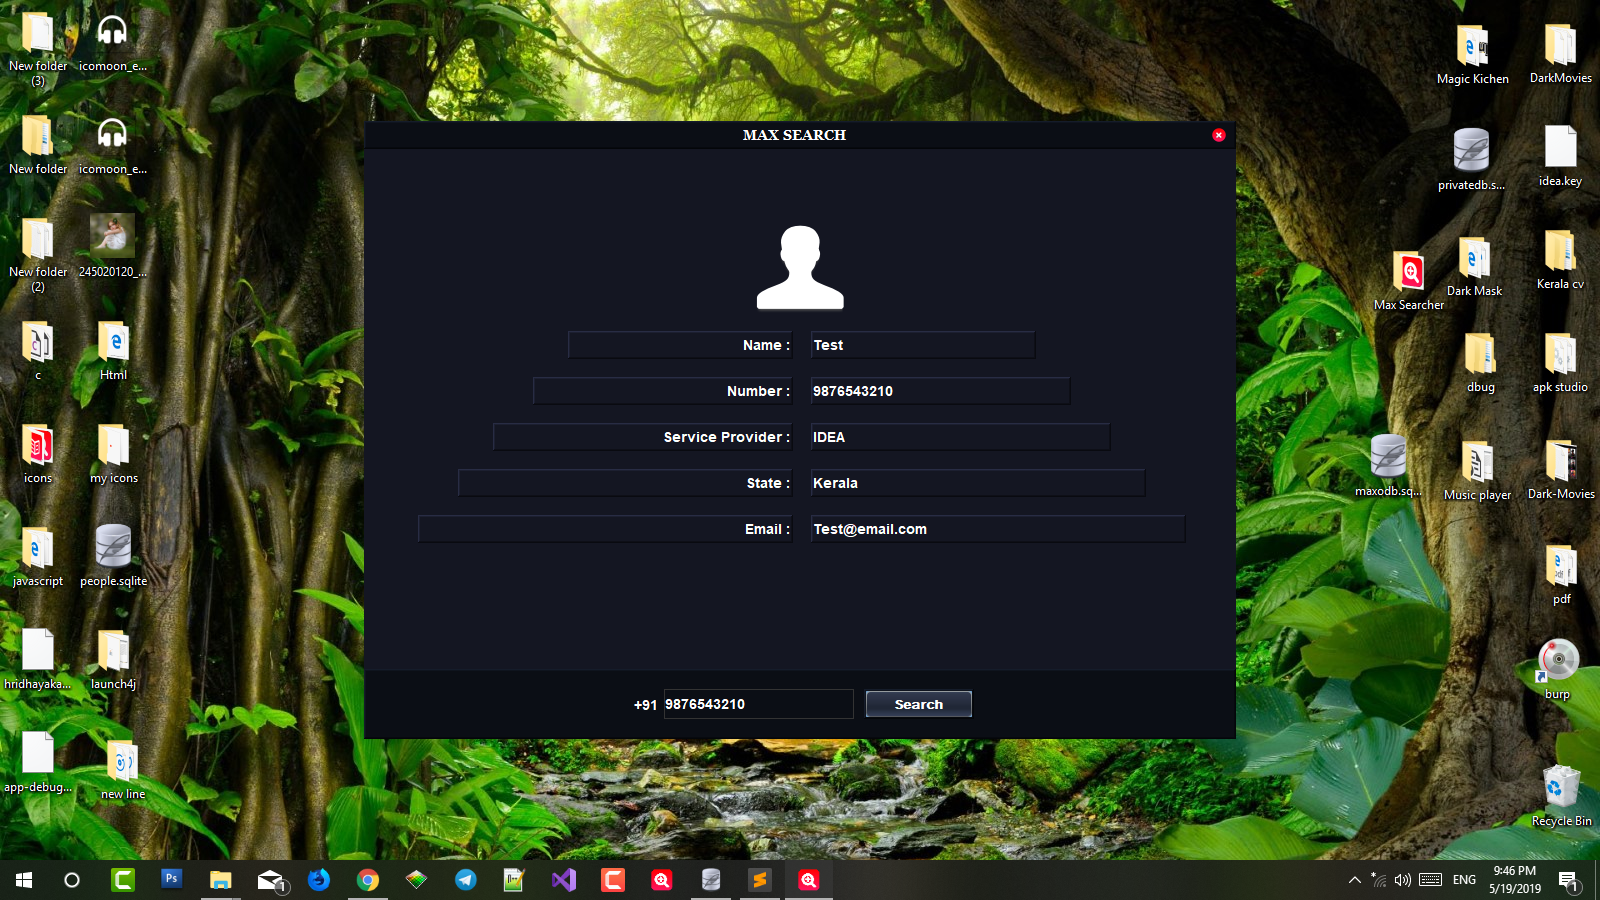 New folder
(3)
icomoon_e...
New folder
icomoon_e...
New folder
(2)
245020120_...
c
Html
icons
my icons
javascript
people.sqlite
hridhayaka...
launch4j
app-debug...
new line
MAX SEARCH
Name :
Test
Number :
9876543210
Service Provider :
IDEA
State :
Kerala
Email :
Test@email.com
+91
9876543210
Search
Magic Kichen
DarkMovies
privatedb.s...
idea.key
Max Searcher
Dark Mask
Kerala cv
dbug
apk studio
maxodb.sq...
Music player
Dark-Movies
pdf
burp
Recycle Bin
Ps
1
ENG
9:46 PM
5/19/2019
1